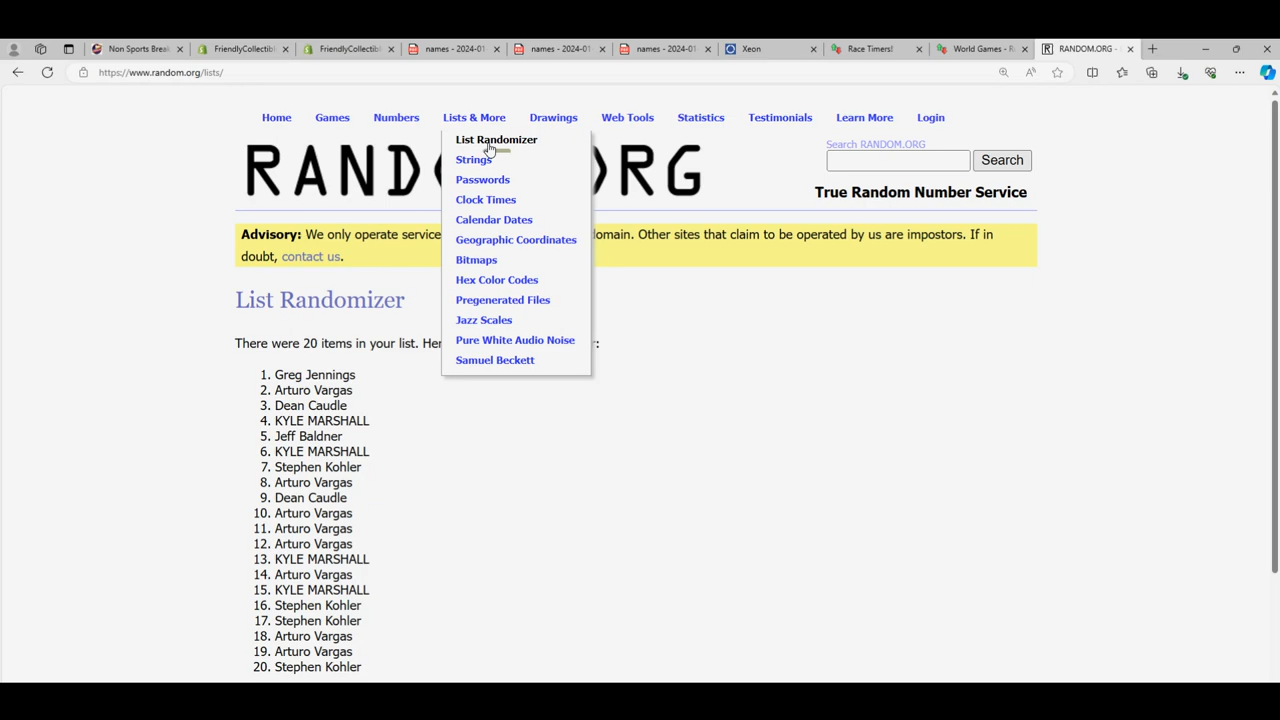 Non Sports Brea
FriendlyCollectib
FriendlyCollectib
names - 2024-01
names - 2024-01
names - 2024-01
Xeon
Race Timers!
World Games - R
RANDOM.ORG -
https://www.random.org/lists/
Home Games Numbers Lists & More Drawings Web Tools Statistics Testimonials Learn More Login
List Randomizer
Strings
Passwords
Clock Times
Calendar Dates
Geographic Coordinates
Bitmaps
Hex Color Codes
Pregenerated Files
Jazz Scales
Pure White Audio Noise
Samuel Beckett
RAND RG
Search RANDOM.ORG
Search
True Random Number Service
Advisory: We only operate service omain. Other sites that claim to be operated by us are impostors. If in
doubt, contact us.
List Randomizer
There were 20 items in your list. Her r:
1. Greg Jennings
2. Arturo Vargas
3. Dean Caudle
4. KYLE MARSHALL
5. Jeff Baldner
6. KYLE MARSHALL
7. Stephen Kohler
8. Arturo Vargas
9. Dean Caudle
10. Arturo Vargas
11. Arturo Vargas
12. Arturo Vargas
13. KYLE MARSHALL
14. Arturo Vargas
15. KYLE MARSHALL
16. Stephen Kohler
17. Stephen Kohler
18. Arturo Vargas
19. Arturo Vargas
20. Stephen Kohler